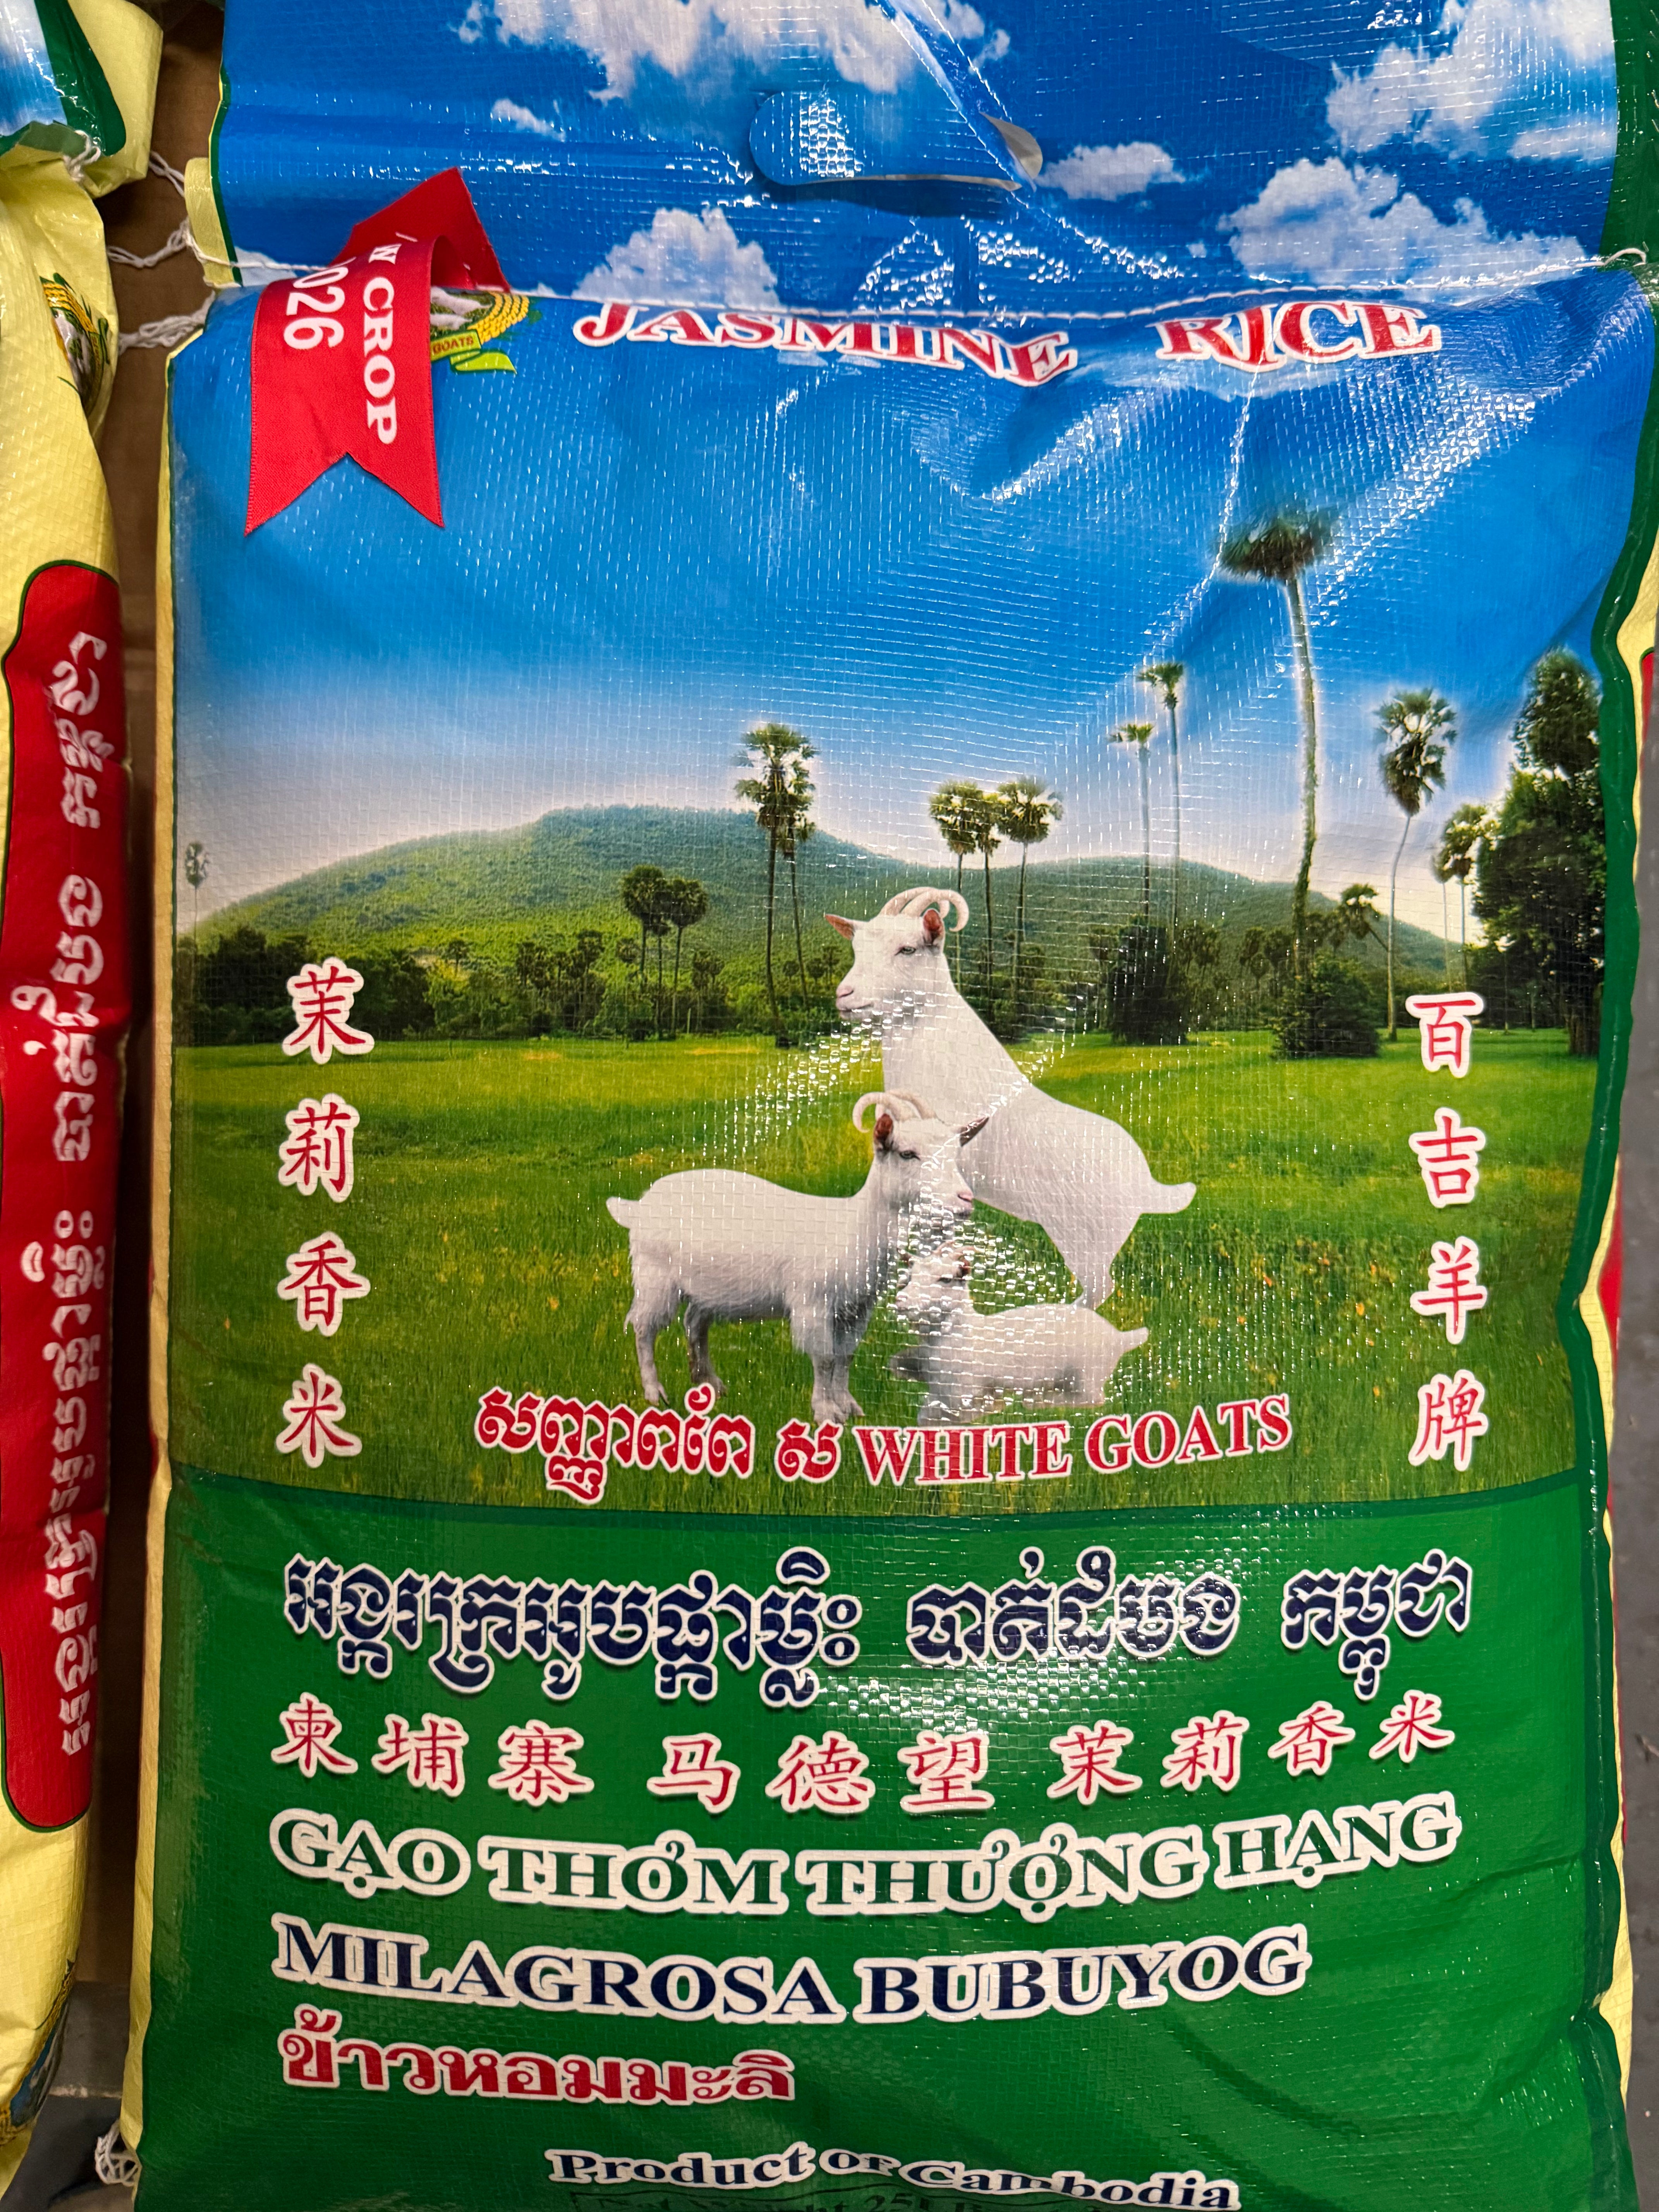 CROP
GOATS
JASMINE RICE
茉莉香米
百吉羊牌
សញ្ញាពពែ ស WHITE GOATS
អង្ករក្រអូបផ្កាម្លិះ បាត់ដំបង កម្ពុជា
柬埔寨 马德望 茉莉香米
GẠO THƠM THƯỢNG HẠNG
MILAGROSA BUBUYOG
ข้าวหอมมะลิ
Product of Cambodia